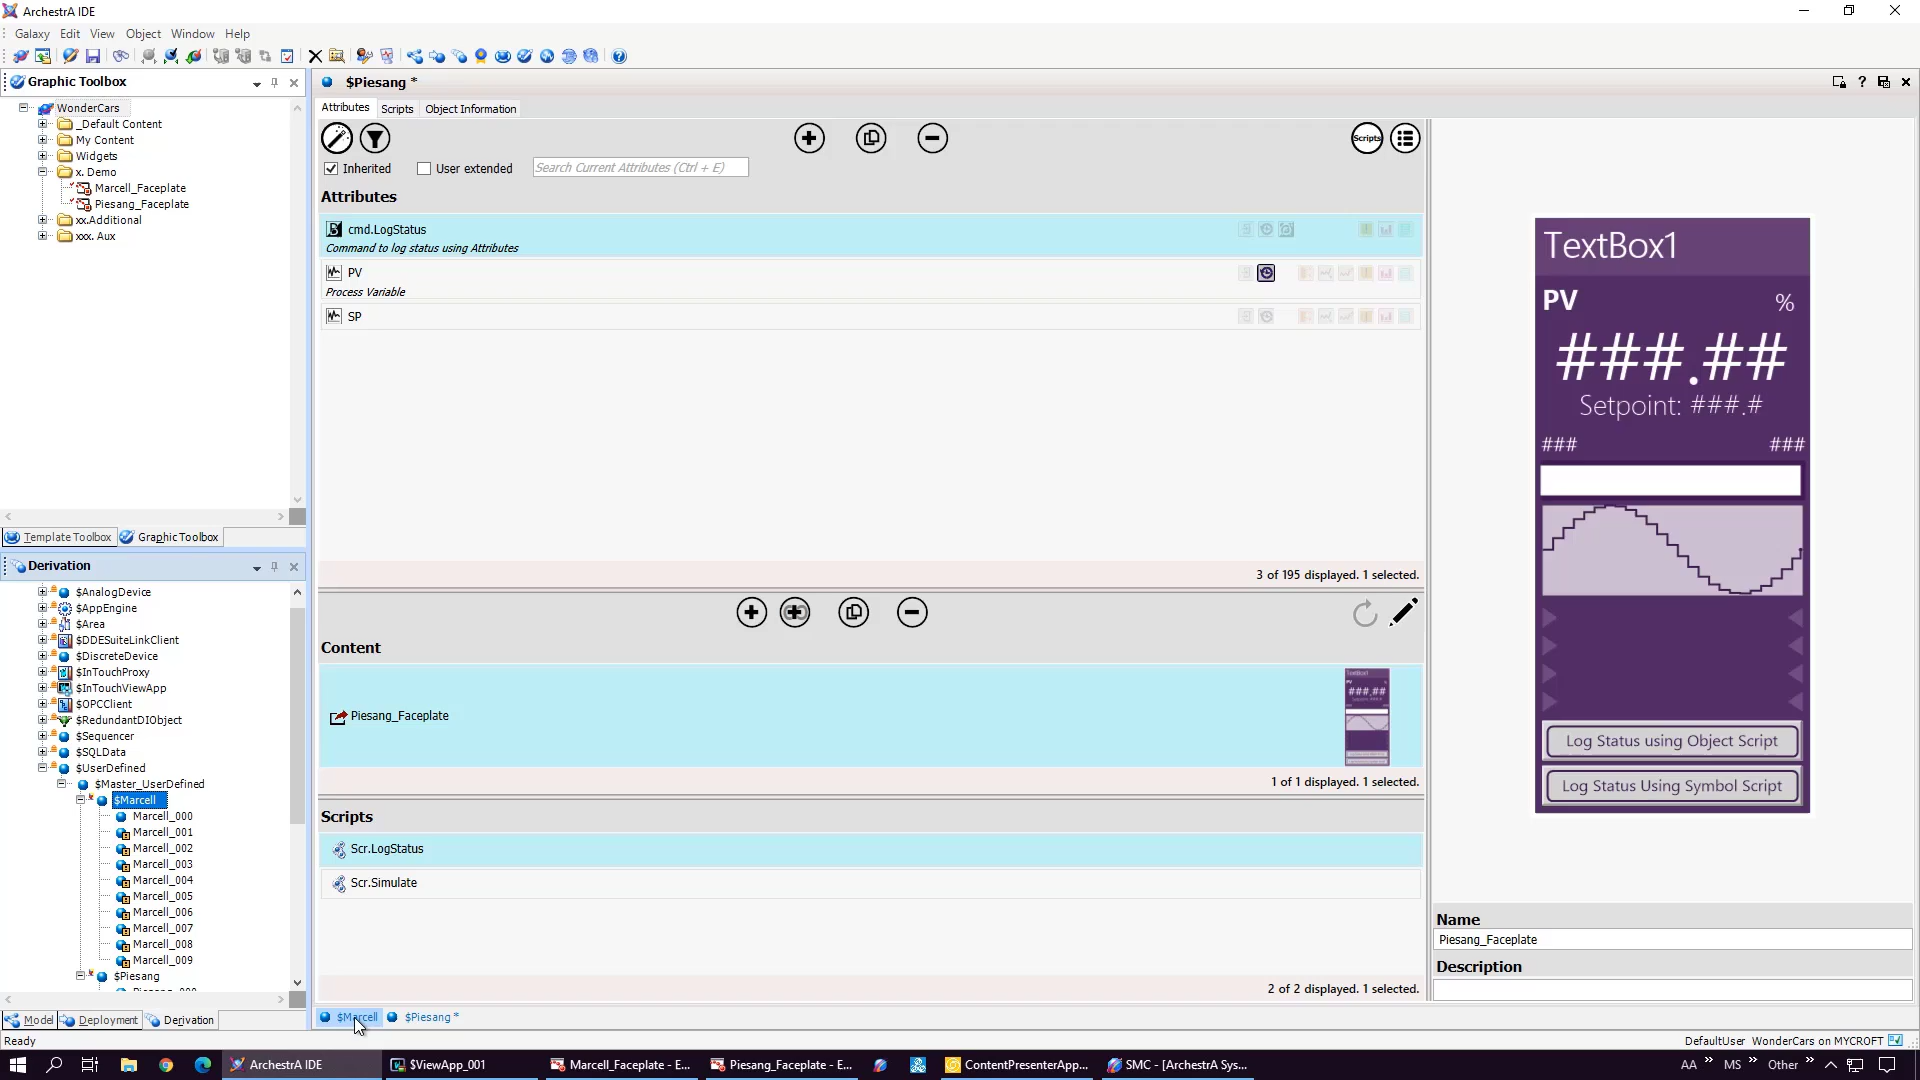 ArchestrA IDE
Galaxy Edit View Object Window Help
Graphic Toolbox
WonderCars
_Default Content
My Content
Widgets
x. Demo
Marcell_Faceplate
Piesang_Faceplate
xx.Additional
xxx. Aux
Template Toolbox Graphic Toolbox
Derivation
$AnalogDevice
$AppEngine
$Area
$DDESuiteLinkClient
$DiscreteDevice
$InTouchProxy
$InTouchViewApp
$OPCClient
$RedundantDIObject
$Sequencer
$SQLData
$UserDefined
$Master_UserDefined
$Marcell
Marcell_000
Marcell_001
Marcell_002
Marcell_003
Marcell_004
Marcell_005
Marcell_006
Marcell_007
Marcell_008
Marcell_009
$Piesang
Model Deployment Derivation
$Piesang *
Attributes Scripts Object Information
Scripts
Inherited User extended Search Current Attributes (Ctrl + E)
Attributes
cmd.LogStatus
Command to log status using Attributes
PV
Process Variable
SP
3 of 195 displayed. 1 selected.
Content
Piesang_Faceplate
1 of 1 displayed. 1 selected.
Scripts
Scr.LogStatus
Scr.Simulate
2 of 2 displayed. 1 selected.
$Marcell $Piesang *
TextBox1
PV %
###.##
Setpoint: ###.#
### ###
Log Status using Object Script
Log Status Using Symbol Script
Name
Piesang_Faceplate
Description
Ready
DefaultUser WonderCars on MYCROFT
ArchestrA IDE $ViewApp_001 Marcell_Faceplate - E... Piesang_Faceplate - E... ContentPresenterApp... SMC - [ArchestrA Sys... AA » MS » Other »